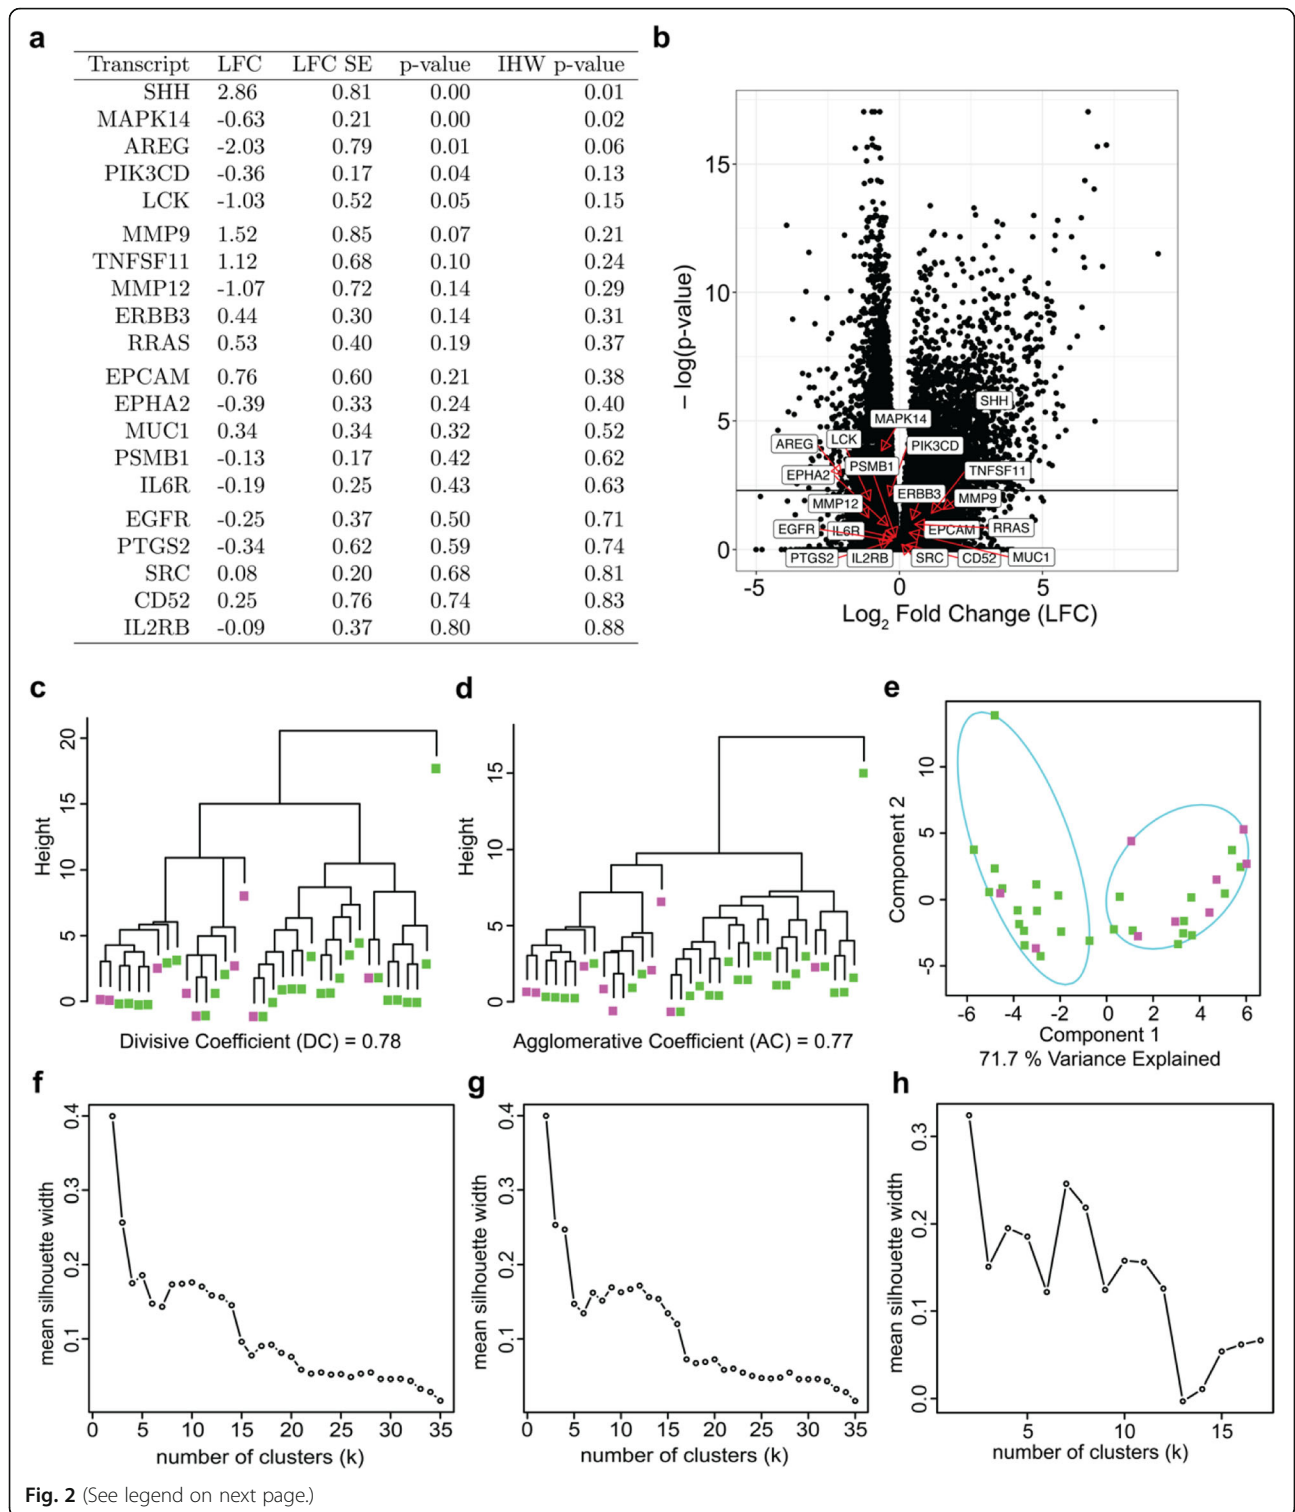 a
Transcript LFC LFC SE p-value IHW p-value
SHH 2.86 0.81 0.00 0.01
MAPK14 -0.63 0.21 0.00 0.02
AREG -2.03 0.79 0.01 0.06
PIK3CD -0.36 0.17 0.04 0.13
LCK -1.03 0.52 0.05 0.15
MMP9 1.52 0.85 0.07 0.21
TNFSF11 1.12 0.68 0.10 0.24
MMP12 -1.07 0.72 0.14 0.29
ERBB3 0.44 0.30 0.14 0.31
RRAS 0.53 0.40 0.19 0.37
EPCAM 0.76 0.60 0.21 0.38
EPHA2 -0.39 0.33 0.24 0.40
MUC1 0.34 0.34 0.32 0.52
PSMB1 -0.13 0.17 0.42 0.62
IL6R -0.19 0.25 0.43 0.63
EGFR -0.25 0.37 0.50 0.71
PTGS2 -0.34 0.62 0.59 0.74
SRC 0.08 0.20 0.68 0.81
CD52 0.25 0.76 0.74 0.83
IL2RB -0.09 0.37 0.80 0.88
b
– log(p-value)
15
10
5
0
SHH
MAPK14
AREG LCK PIK3CD
EPHA2 PSMB1 TNFSF11
MMP12 ERBB3 MMP9
EGFR IL6R EPCAM RRAS
PTGS2 IL2RB SRC CD52 MUC1
-5 0 5
Log2 Fold Change (LFC)
c
Height
20
15
10
5
0
Divisive Coefficient (DC) = 0.78
d
Height
15
10
5
0
Agglomerative Coefficient (AC) = 0.77
e
Component 2
10
5
0
-5
-6 -4 -2 0 2 4 6
Component 1
71.7 % Variance Explained
f
mean silhouette width
0.4
0.3
0.2
0.1
0 5 10 15 20 25 30 35
number of clusters (k)
g
mean silhouette width
0.4
0.3
0.2
0.1
0 5 10 15 20 25 30 35
number of clusters (k)
h
mean silhouette width
0.3
0.2
0.1
0.0
5 10 15
number of clusters (k)
Fig. 2 (See legend on next page.)